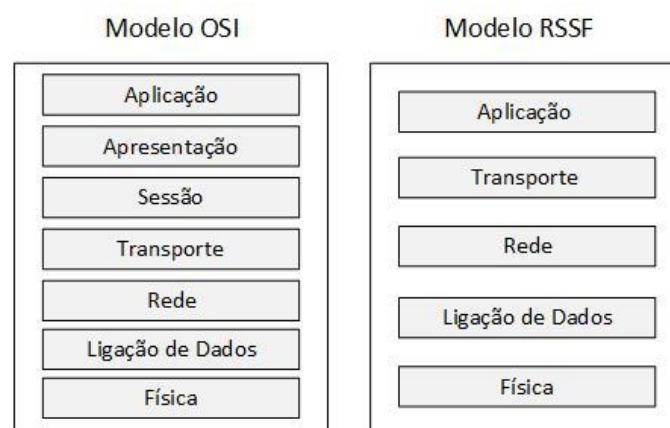 Modelo OSI
Aplicação
Apresentação
Sessão
Transporte
Rede
Ligação de Dados
Física
Modelo RSSF
Aplicação
Transporte
Rede
Ligação de Dados
Física